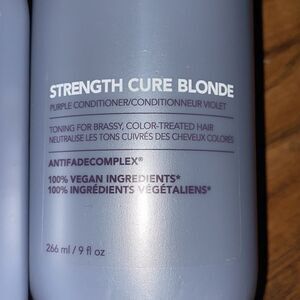 STRENGTH CURE BLONDE
PURPLE CONDITIONER/CONDITIONNEUR VIOLET
TONING FOR BRASSY, COLOR-TREATED HAIR
NEUTRALISE LES TONS CUIVRÉS DES CHEVEUX COLORÉS
ANTIFADECOMPLEX®
100% VEGAN INGREDIENTS*
100% INGRÉDIENTS VÉGÉTALIENS*
266 ml / 9 fl oz